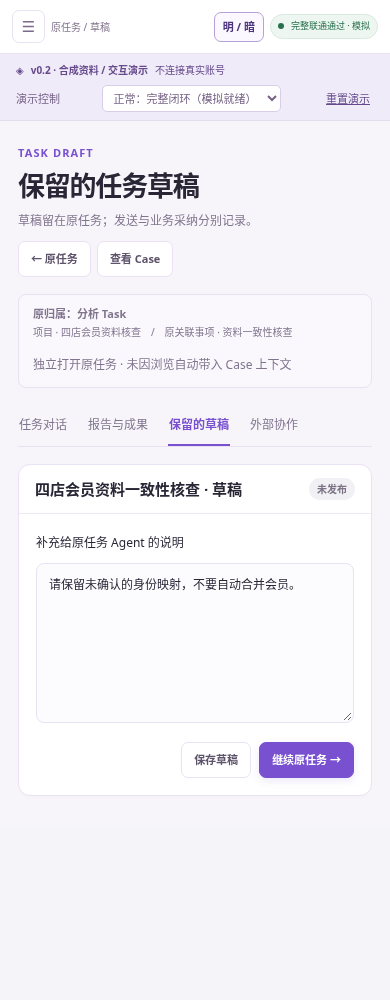 ☰ 原任务 / 草稿 明 / 暗 完整联通通过 · 模拟
◈ v0.2 · 合成资料 / 交互演示 不连接真实账号
演示控制 正常：完整闭环（模拟就绪） 重置演示
TASK DRAFT
保留的任务草稿
草稿留在原任务；发送与业务采纳分别记录。
← 原任务 查看 Case
原归属：分析 Task
项目 · 四店会员资料核查 / 原关联事项 · 资料一致性核查
独立打开原任务 · 未因浏览自动带入 Case 上下文
任务对话 报告与成果 保留的草稿 外部协作
四店会员资料一致性核查 · 草稿 未发布
补充给原任务 Agent 的说明
请保留未确认的身份映射，不要自动合并会员。
保存草稿 继续原任务 →